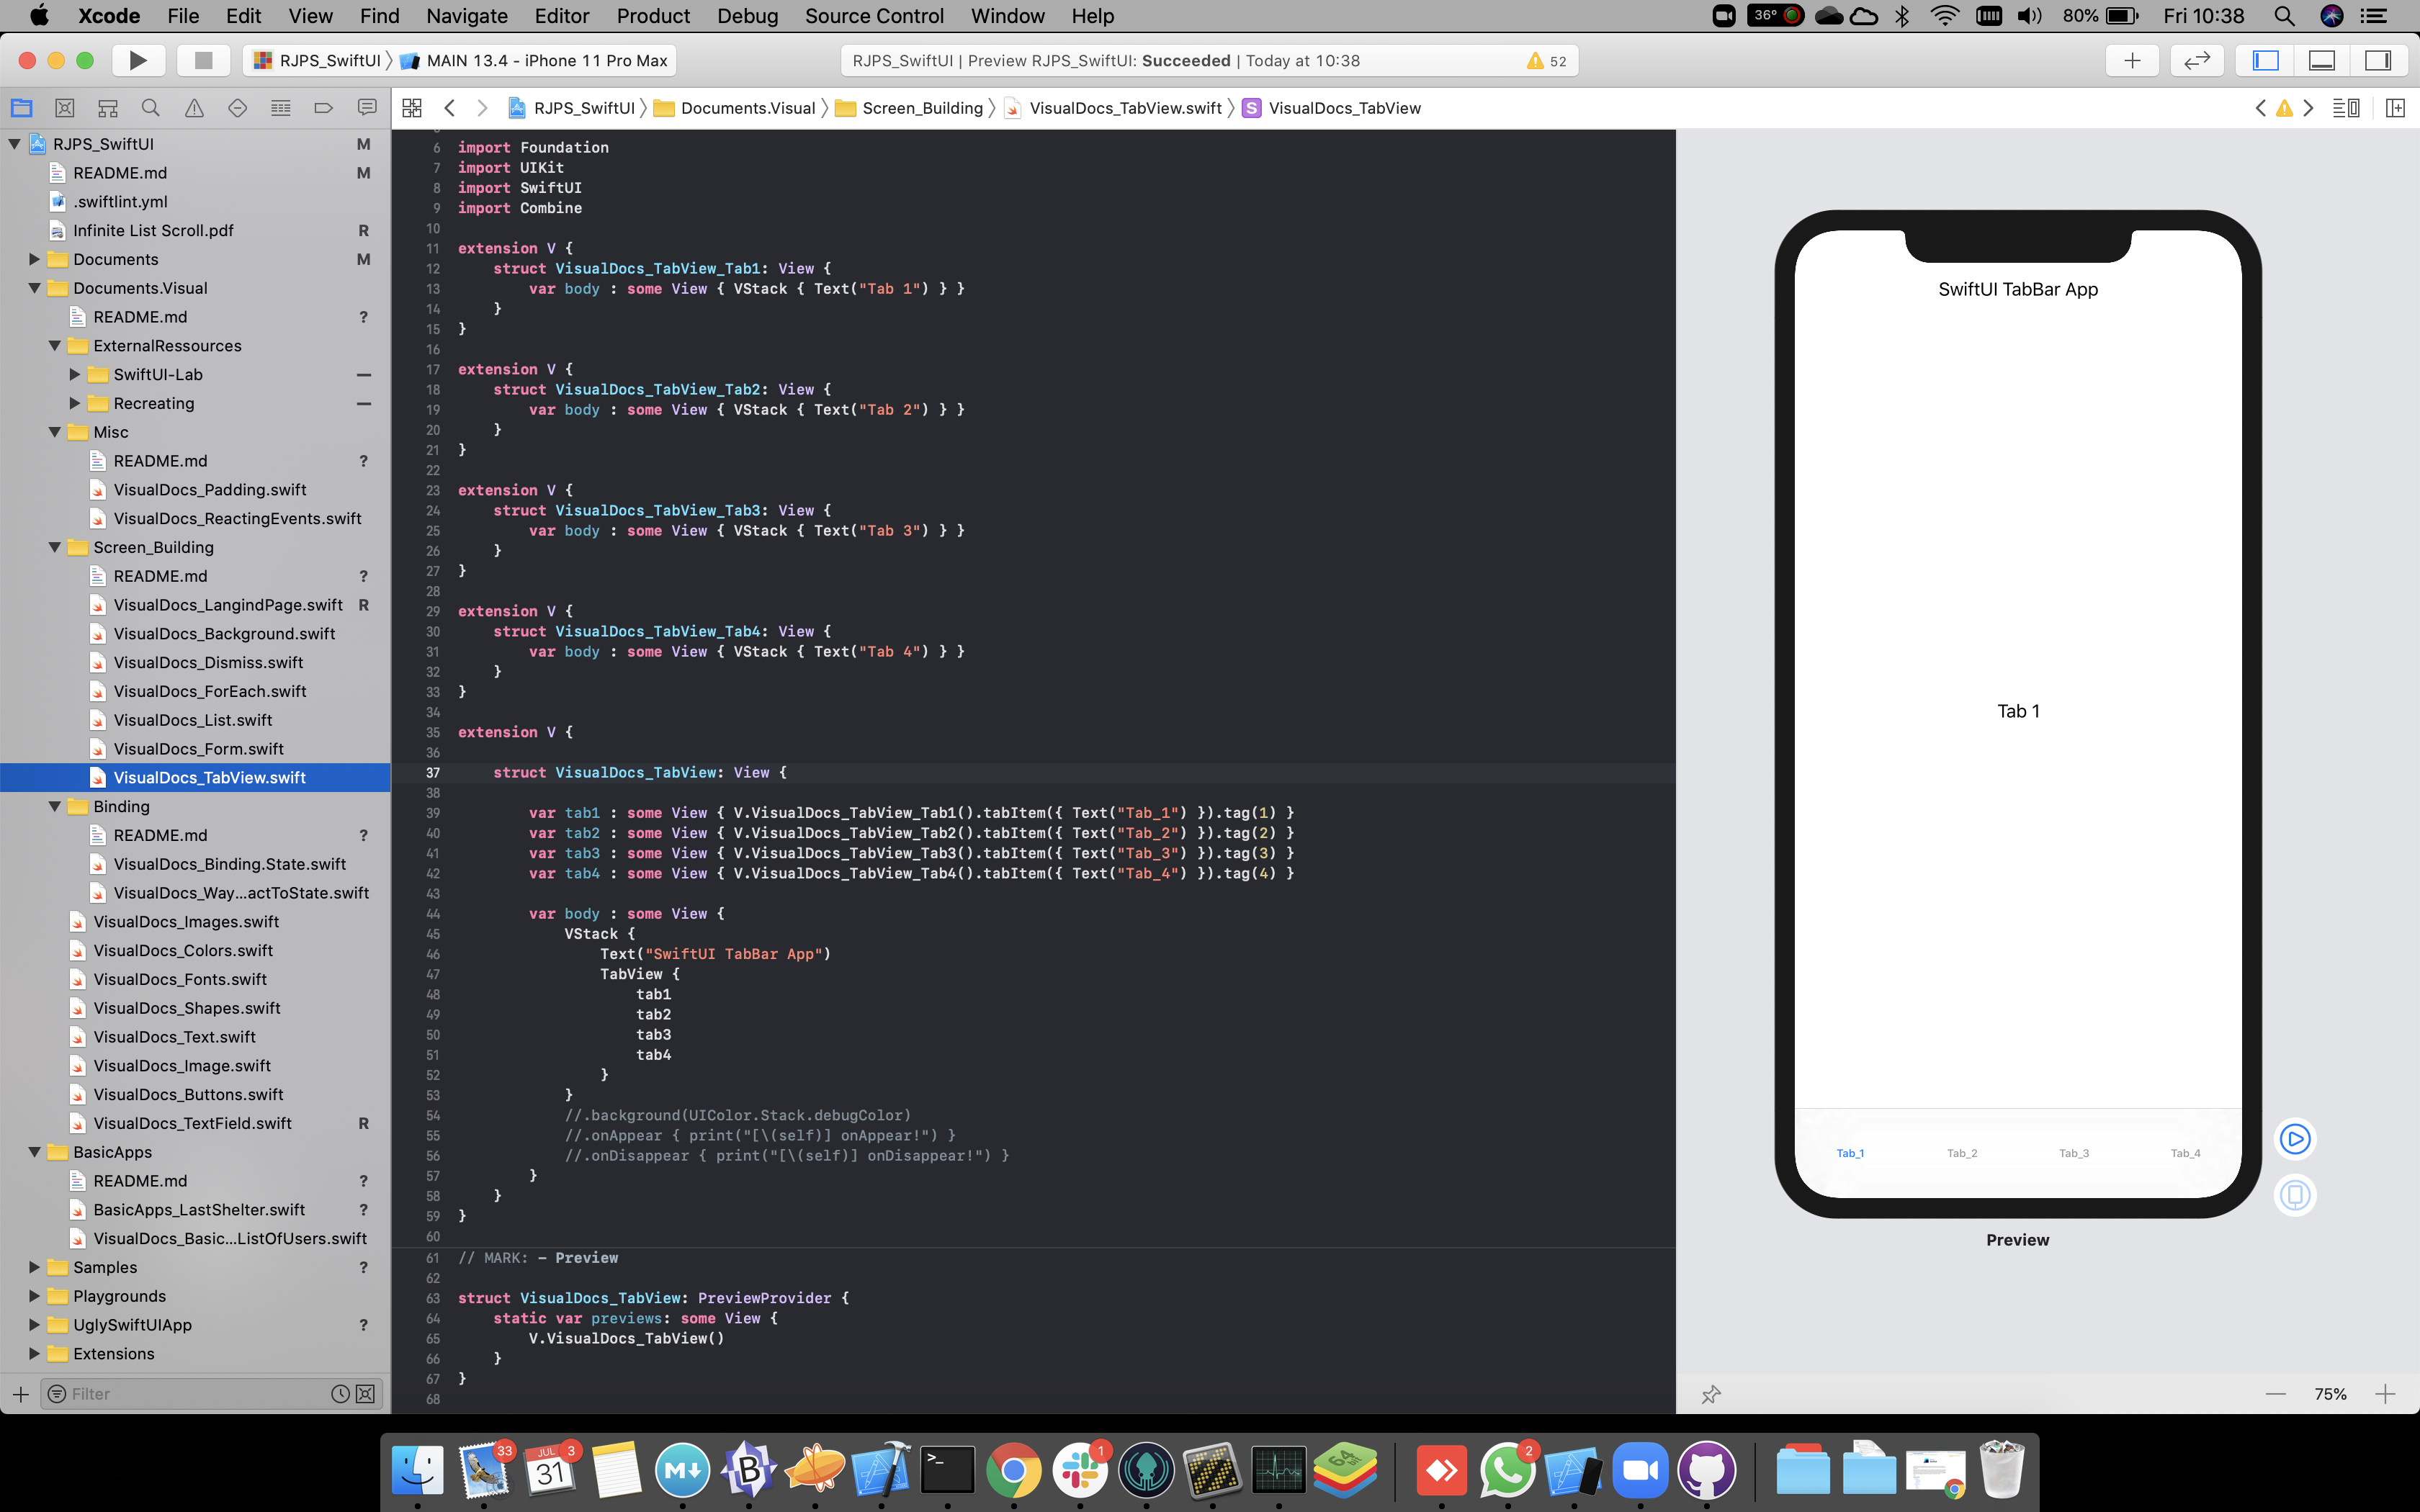 Xcode File Edit View Find Navigate Editor Product Debug Source Control Window Help
36° 80% Fri 10:38
RJPS_SwiftUI MAIN 13.4 - iPhone 11 Pro Max
RJPS_SwiftUI | Preview RJPS_SwiftUI: Succeeded | Today at 10:38 52
RJPS_SwiftUI Documents.Visual Screen_Building VisualDocs_TabView.swift S VisualDocs_TabView
RJPS_SwiftUI M
README.md M
.swiftlint.yml
Infinite List Scroll.pdf R
Documents M
Documents.Visual
README.md ?
ExternalRessources
SwiftUI-Lab
Recreating
Misc
README.md ?
VisualDocs_Padding.swift
VisualDocs_ReactingEvents.swift
Screen_Building
README.md ?
VisualDocs_LangindPage.swift R
VisualDocs_Background.swift
VisualDocs_Dismiss.swift
VisualDocs_ForEach.swift
VisualDocs_List.swift
VisualDocs_Form.swift
VisualDocs_TabView.swift
Binding
README.md ?
VisualDocs_Binding.State.swift
VisualDocs_Way...actToState.swift
VisualDocs_Images.swift
VisualDocs_Colors.swift
VisualDocs_Fonts.swift
VisualDocs_Shapes.swift
VisualDocs_Text.swift
VisualDocs_Image.swift
VisualDocs_Buttons.swift
VisualDocs_TextField.swift R
BasicApps
README.md ?
BasicApps_LastShelter.swift ?
VisualDocs_Basic...ListOfUsers.swift
Samples ?
Playgrounds
UglySwiftUIApp ?
Extensions
Filter
6 import Foundation
7 import UIKit
8 import SwiftUI
9 import Combine
10
11 extension V {
12 struct VisualDocs_TabView_Tab1: View {
13 var body : some View { VStack { Text("Tab 1") } }
14 }
15 }
16
17 extension V {
18 struct VisualDocs_TabView_Tab2: View {
19 var body : some View { VStack { Text("Tab 2") } }
20 }
21 }
22
23 extension V {
24 struct VisualDocs_TabView_Tab3: View {
25 var body : some View { VStack { Text("Tab 3") } }
26 }
27 }
28
29 extension V {
30 struct VisualDocs_TabView_Tab4: View {
31 var body : some View { VStack { Text("Tab 4") } }
32 }
33 }
34
35 extension V {
36
37 struct VisualDocs_TabView: View {
38
39 var tab1 : some View { V.VisualDocs_TabView_Tab1().tabItem({ Text("Tab_1") }).tag(1) }
40 var tab2 : some View { V.VisualDocs_TabView_Tab2().tabItem({ Text("Tab_2") }).tag(2) }
41 var tab3 : some View { V.VisualDocs_TabView_Tab3().tabItem({ Text("Tab_3") }).tag(3) }
42 var tab4 : some View { V.VisualDocs_TabView_Tab4().tabItem({ Text("Tab_4") }).tag(4) }
43
44 var body : some View {
45 VStack {
46 Text("SwiftUI TabBar App")
47 TabView {
48 tab1
49 tab2
50 tab3
51 tab4
52 }
53 }
54 //.background(UIColor.Stack.debugColor)
55 //.onAppear { print("[\(self)] onAppear!") }
56 //.onDisappear { print("[\(self)] onDisappear!") }
57 }
58 }
59 }
60
61 // MARK: - Preview
62
63 struct VisualDocs_TabView: PreviewProvider {
64 static var previews: some View {
65 V.VisualDocs_TabView()
66 }
67 }
68
SwiftUI TabBar App
Tab 1
Tab_1 Tab_2 Tab_3 Tab_4
Preview
75%
33 JUL 31 3 M B >_ 1 64 BIT 2